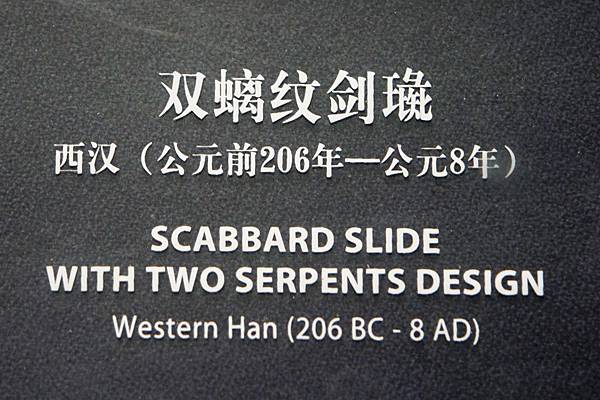 双螭纹剑璏
西汉（公元前206年—公元8年）
SCABBARD SLIDE
WITH TWO SERPENTS DESIGN
Western Han (206 BC - 8 AD)